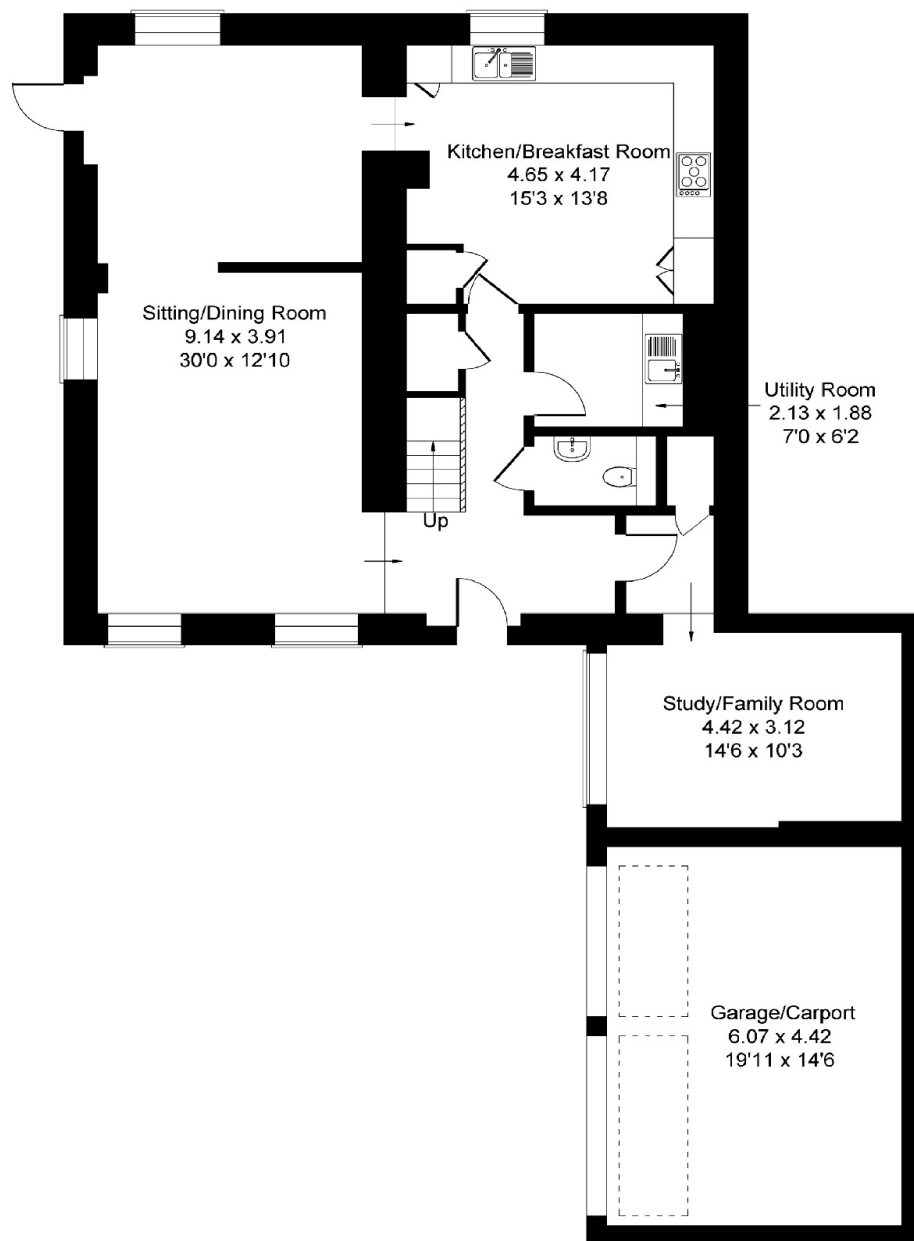 Kitchen/Breakfast Room
4.65 x 4.17
15'3 x 13'8
Sitting/Dining Room
9.14 x 3.91
30'0 x 12'10
Utility Room
2.13 x 1.88
7'0 x 6'2
Up
Study/Family Room
4.42 x 3.12
14'6 x 10'3
Garage/Carport
6.07 x 4.42
19'11 x 14'6